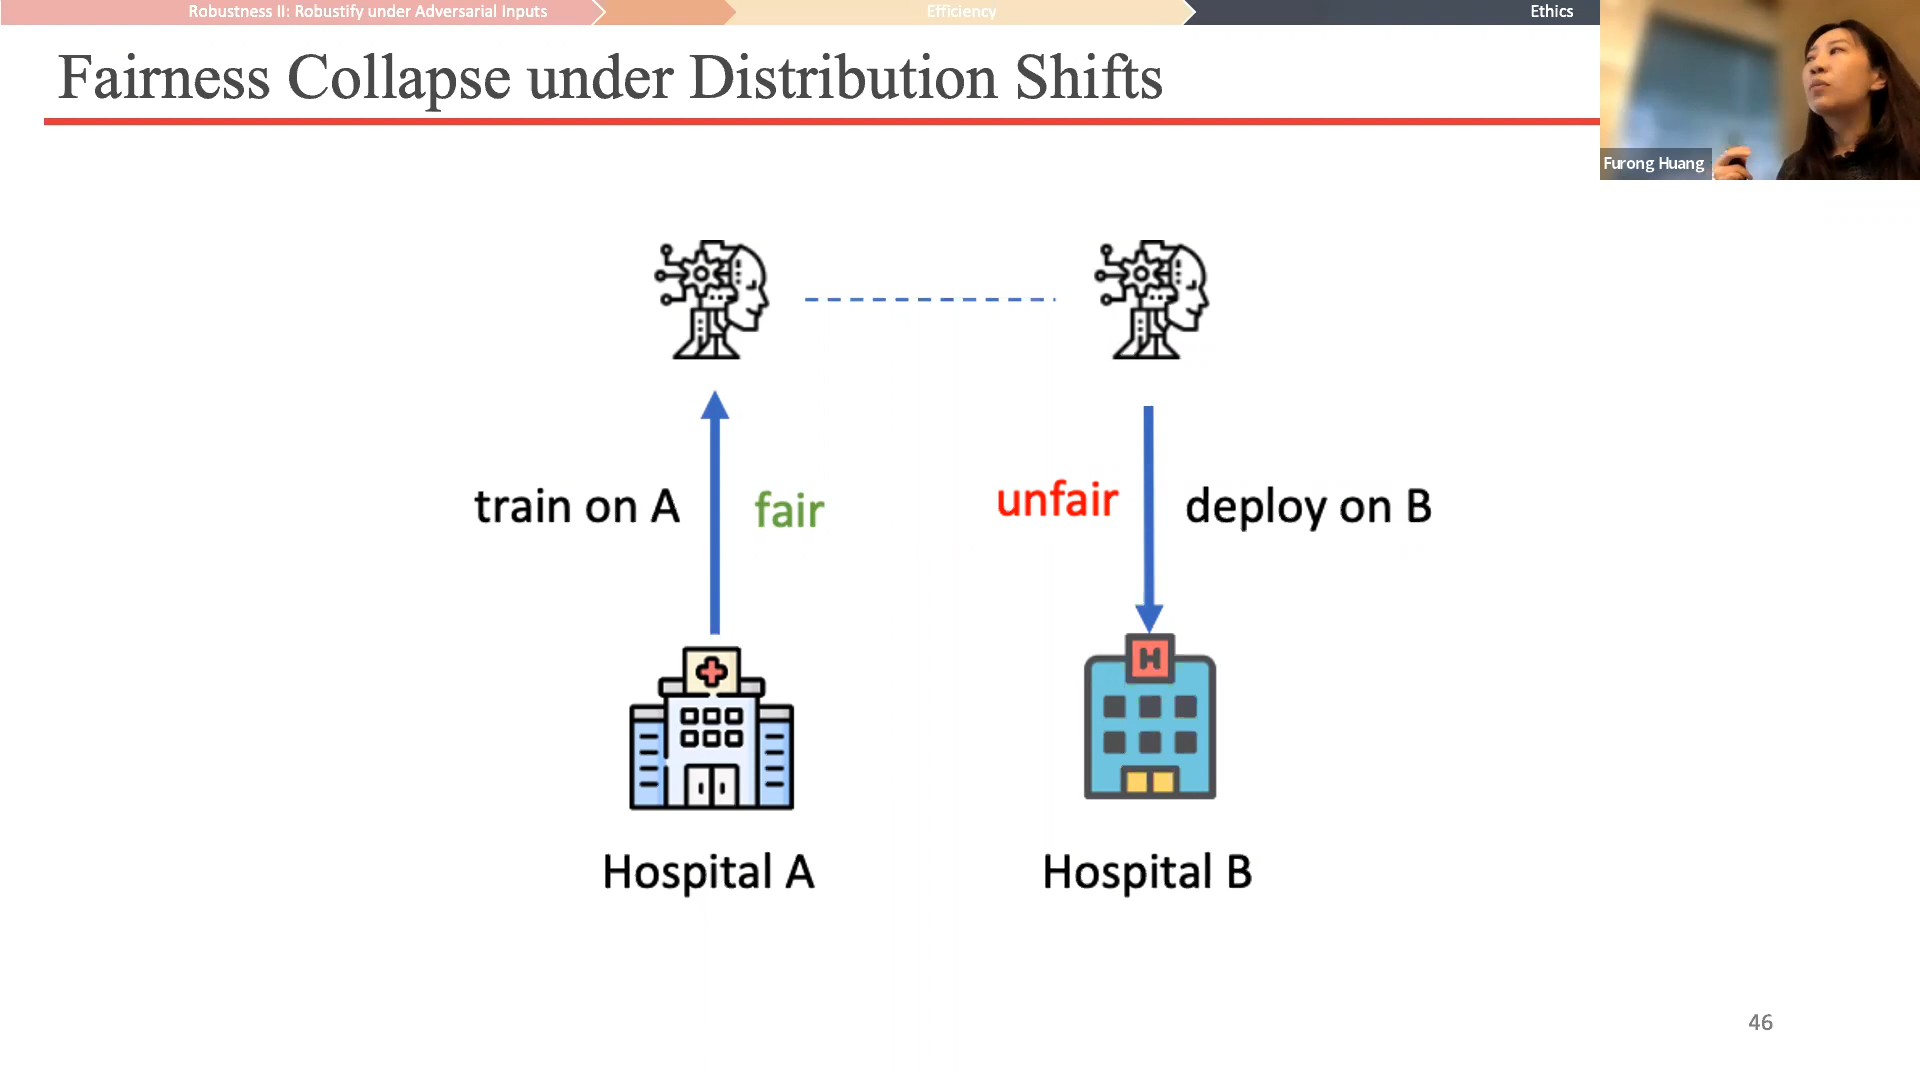 Robustness II: Robustify under Adversarial Inputs
Efficiency
Ethics
Fairness Collapse under Distribution Shifts
Furong Huang
train on A
fair
unfair
deploy on B
H
Hospital A
Hospital B
46